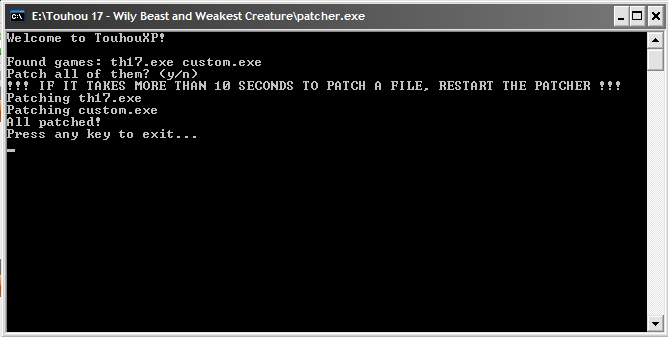 E:\Touhou 17 - Wily Beast and Weakest Creature\patcher.exe
Welcome to TouhouXP!
Found games: th17.exe custom.exe
Patch all of them? (y/n)
!!! IF IT TAKES MORE THAN 10 SECONDS TO PATCH A FILE, RESTART THE PATCHER !!!
Patching th17.exe
Patching custom.exe
All patched!
Press any key to exit...